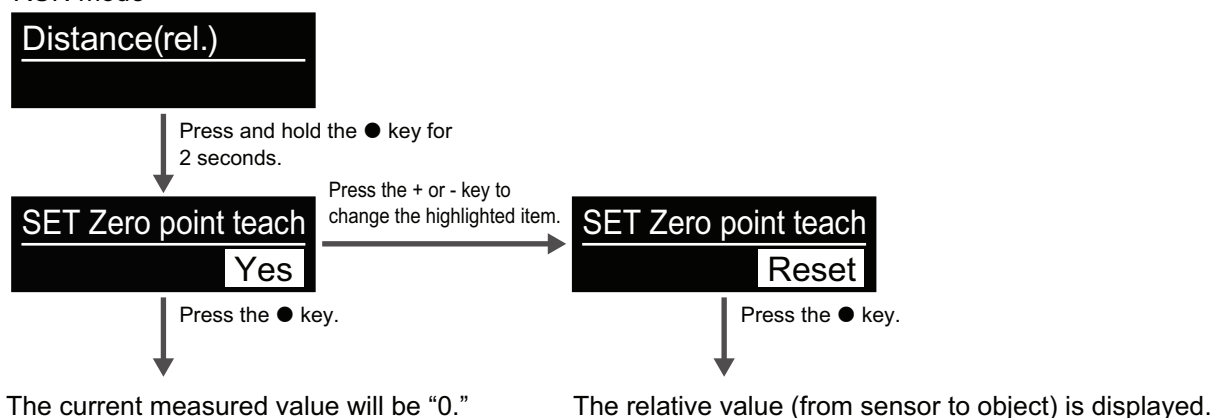 Distance(rel.)
Press and hold the ● key for
2 seconds.
SET Zero point teach
Yes
Press the + or - key to
change the highlighted item.
SET Zero point teach
Reset
Press the ● key.
Press the ● key.
The current measured value will be “0.”
The relative value (from sensor to object) is displayed.